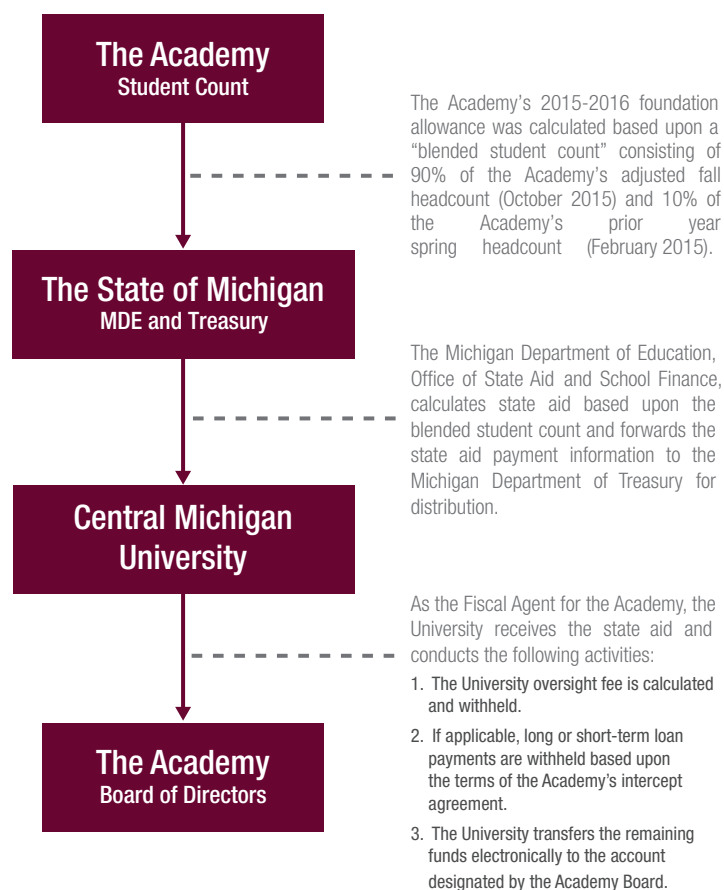 The Academy
Student Count
The Academy's 2015-2016 foundation
allowance was calculated based upon a
“blended student count” consisting of
90% of the Academy's adjusted fall
headcount (October 2015) and 10% of
the Academy's prior year
spring headcount (February 2015).
The State of Michigan
MDE and Treasury
The Michigan Department of Education,
Office of State Aid and School Finance,
calculates state aid based upon the
blended student count and forwards the
state aid payment information to the
Michigan Department of Treasury for
distribution.
Central Michigan
University
As the Fiscal Agent for the Academy, the
University receives the state aid and
conducts the following activities:
1. The University oversight fee is calculated
and withheld.
2. If applicable, long or short-term loan
payments are withheld based upon
the terms of the Academy's intercept
agreement.
3. The University transfers the remaining
funds electronically to the account
designated by the Academy Board.
The Academy
Board of Directors